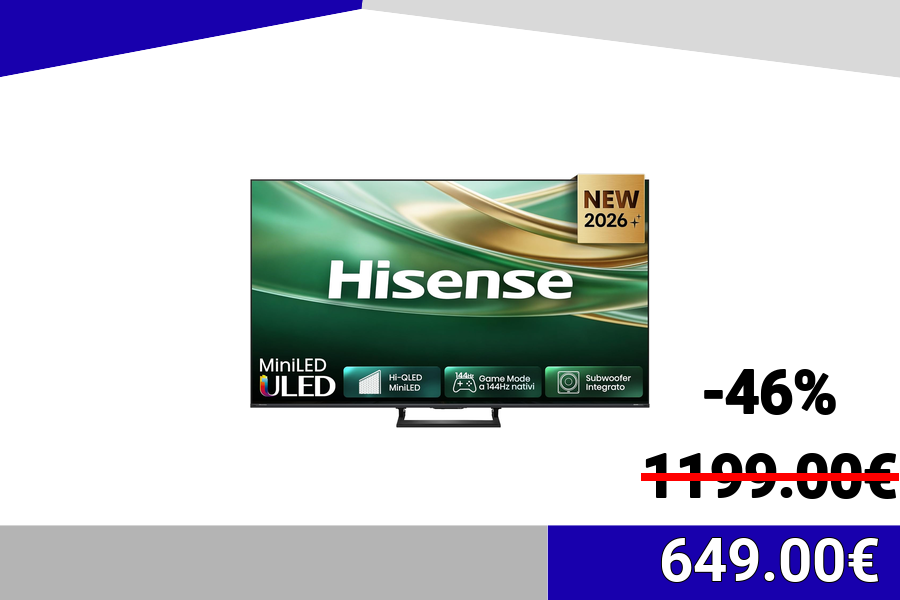 NEW
2026
Hisense
MiniLED
ULED
Hi-QLED
MiniLED
144Hz
Game Mode
a 144Hz nativi
Subwoofer
Integrato
-46%
1199.00€
649.00€